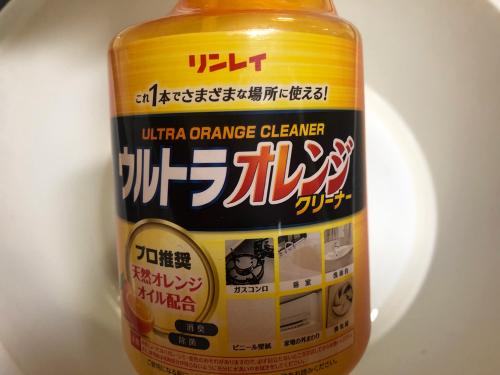 リンレイ
これ1本でさまざまな場所に使える!
ULTRA ORANGE CLEANER
ウルトラオレンジ
クリーナー
プロ推奨
天然オレンジ
オイル配合
消臭
除菌
ガスコンロ
浴室
洗面台
ビニール壁紙
家電の外まわり
換気扇